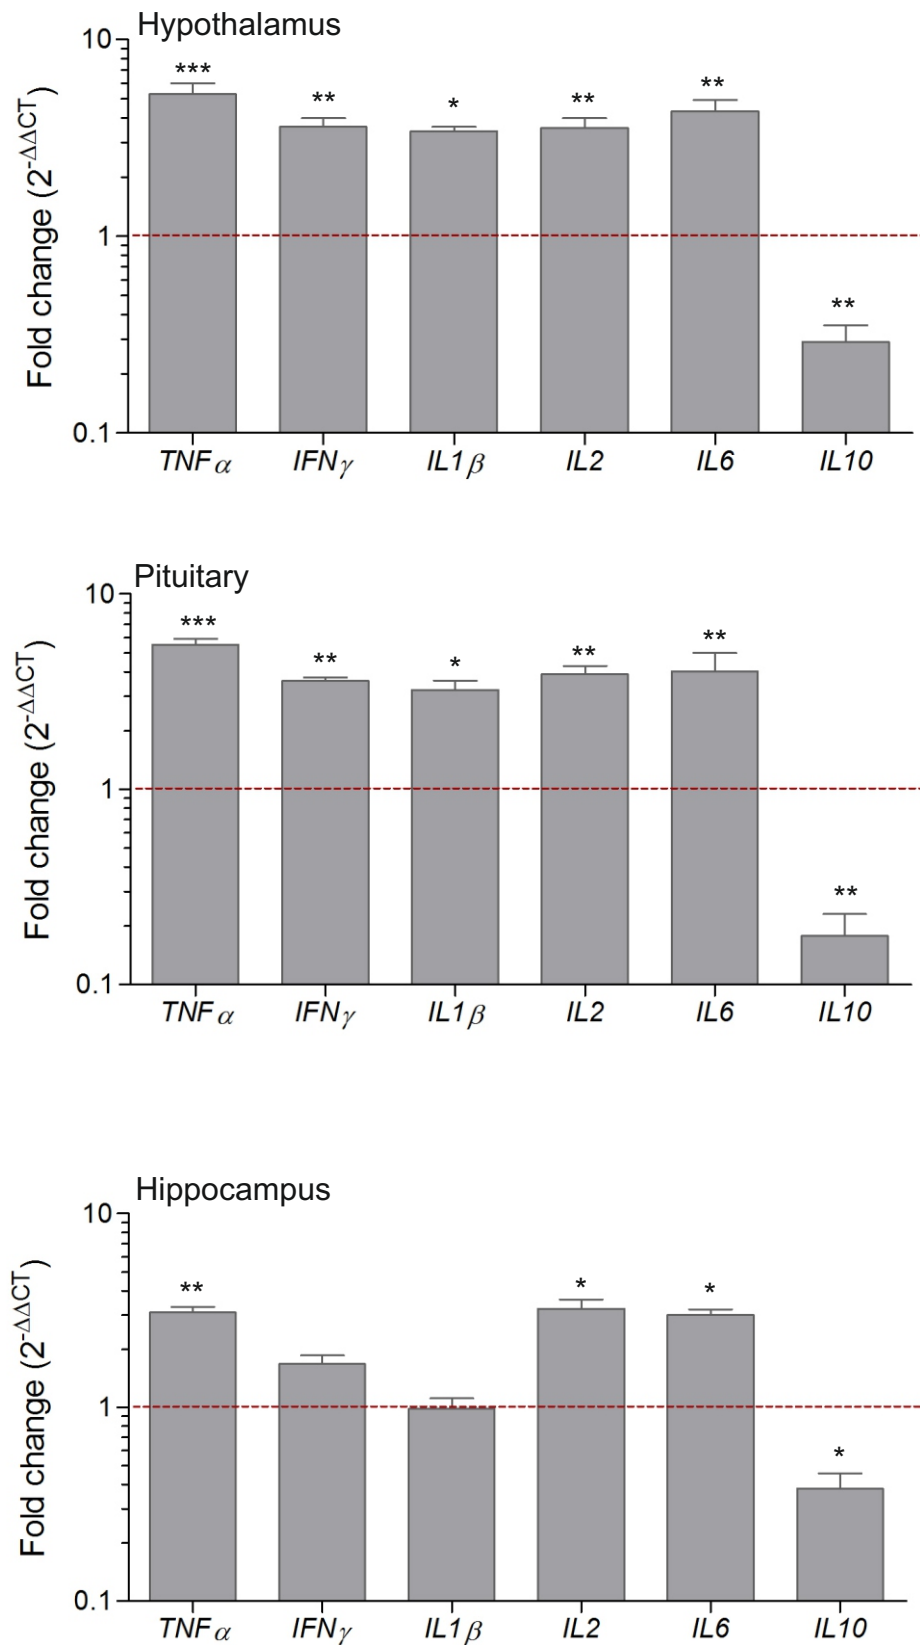 Hypothalamus
10
*** ** * ** ** **
1
0.1
Fold change (2^-ΔΔCT)
TNFα IFNγ IL1β IL2 IL6 IL10
Pituitary
10
*** ** * ** ** **
1
0.1
Fold change (2^-ΔΔCT)
TNFα IFNγ IL1β IL2 IL6 IL10
Hippocampus
10
** * * *
1
0.1
Fold change (2^-ΔΔCT)
TNFα IFNγ IL1β IL2 IL6 IL10